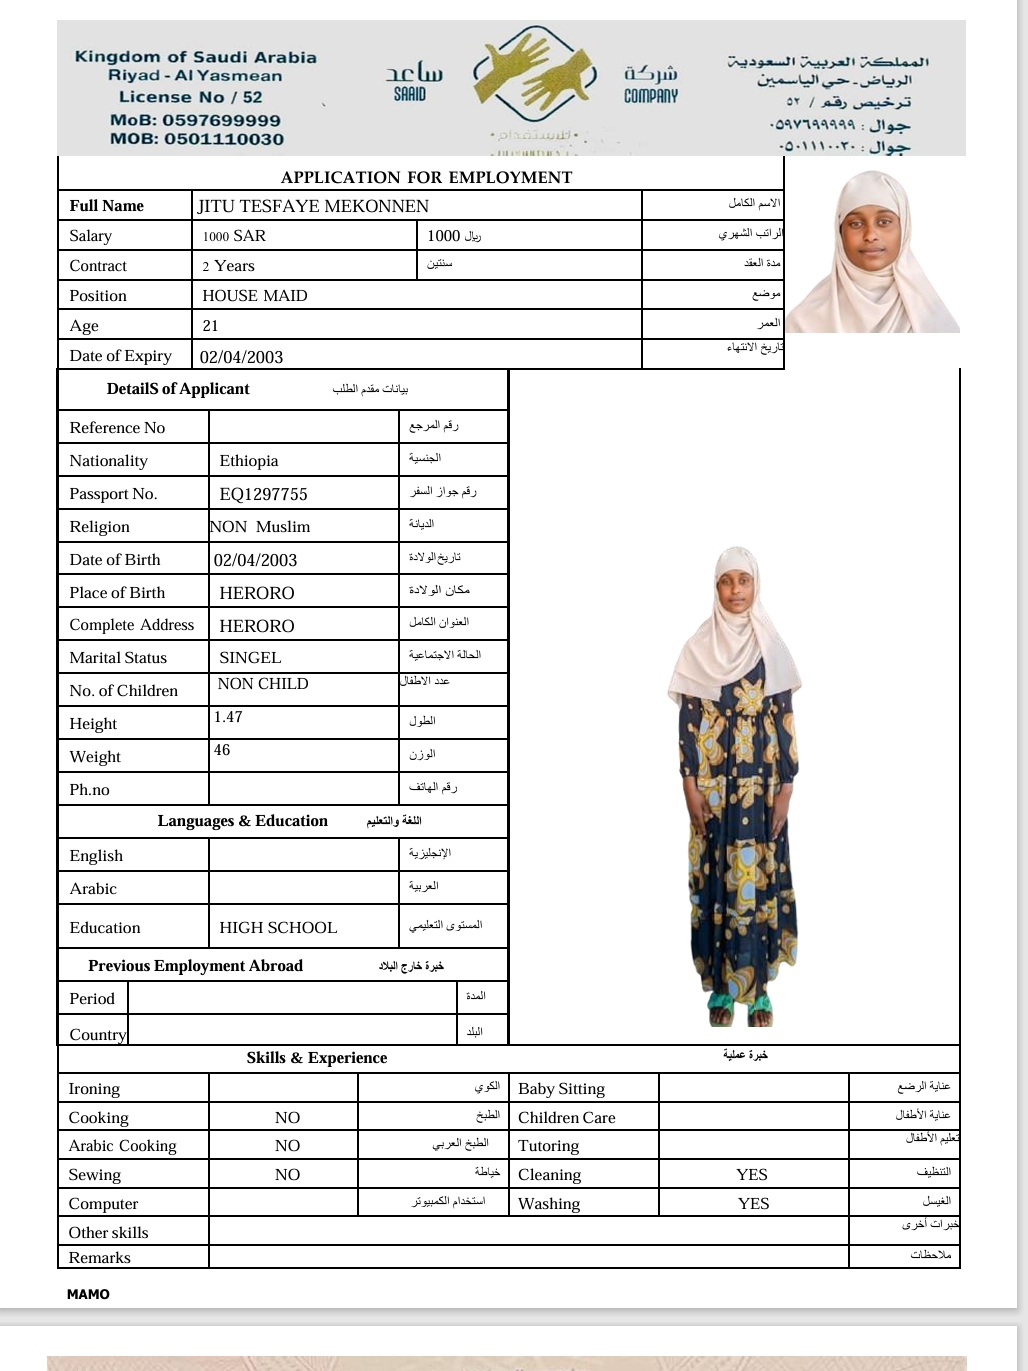 Kingdom of Saudi Arabia
Riyad - Al Yasmean
License No / 52
MoB: 0597699999
MOB: 0501110030
ساعد
SAAID
شركة
COMPANY
للاستقدام
المملكة العربية السعودية
الرياض - حي الياسمين
ترخيص رقم / ٥٢
جوال : ٠٥٩٧٦٩٩٩٩٩
جوال : ٠٥٠١١١٠٠٣٠
APPLICATION FOR EMPLOYMENT
Full Name JITU TESFAYE MEKONNEN الاسم الكامل
Salary 1000 SAR 1000 ريال الراتب الشهري
Contract 2 Years سنتين مدة العقد
Position HOUSE MAID موضع
Age 21 العمر
Date of Expiry 02/04/2003 تاريخ الانتهاء
DetailS of Applicant بيانات مقدم الطلب
Reference No رقم المرجع
Nationality Ethiopia الجنسية
Passport No. EQ1297755 رقم جواز السفر
Religion NON Muslim الديانة
Date of Birth 02/04/2003 تاريخ الولادة
Place of Birth HERORO مكان الولادة
Complete Address HERORO العنوان الكامل
Marital Status SINGEL الحالة الاجتماعية
No. of Children NON CHILD عدد الاطفال
Height 1.47 الطول
Weight 46 الوزن
Ph.no رقم الهاتف
Languages & Education اللغة والتعليم
English الإنجليزية
Arabic العربية
Education HIGH SCHOOL المستوى التعليمي
Previous Employment Abroad خبرة خارج البلاد
Period المدة
Country البلد
Skills & Experience خبرة عملية
Ironing الكوي Baby Sitting عناية الرضع
Cooking NO الطبخ Children Care عناية الأطفال
Arabic Cooking NO الطبخ العربي Tutoring تعليم الأطفال
Sewing NO خياطة Cleaning YES التنظيف
Computer استخدام الكمبيوتر Washing YES الغيسل
Other skills خبرات أخرى
Remarks ملاحظات
MAMO